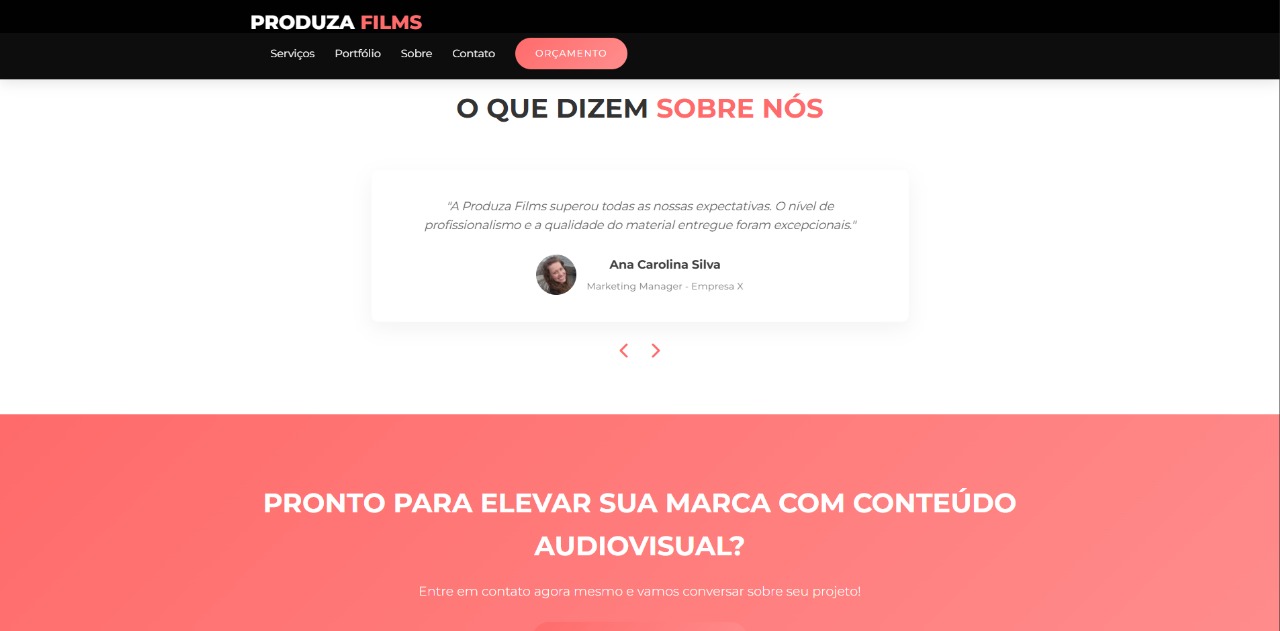 PRODUZA FILMS
Serviços Portfólio Sobre Contato ORÇAMENTO
O QUE DIZEM SOBRE NÓS
"A Produza Films superou todas as nossas expectativas. O nível de
profissionalismo e a qualidade do material entregue foram excepcionais."
Ana Carolina Silva
Marketing Manager - Empresa X
PRONTO PARA ELEVAR SUA MARCA COM CONTEÚDO
AUDIOVISUAL?
Entre em contato agora mesmo e vamos conversar sobre seu projeto!